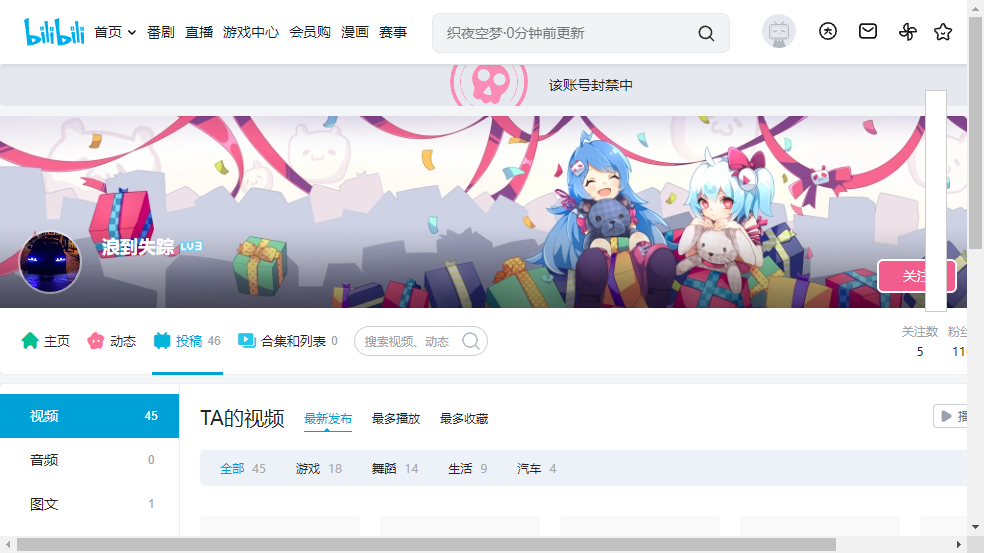 bilibili 首页 番剧 直播 游戏中心 会员购 漫画 赛事 织夜空梦·0分钟前更新
该账号封禁中
浪到失踪 LV3
关注
主页 动态 投稿 46 合集和列表 0 搜索视频、动态 关注数 粉丝
5 11
视频 45
TA的视频 最新发布 最多播放 最多收藏 播
全部 45 游戏 18 舞蹈 14 生活 9 汽车 4
音频 0
图文 1